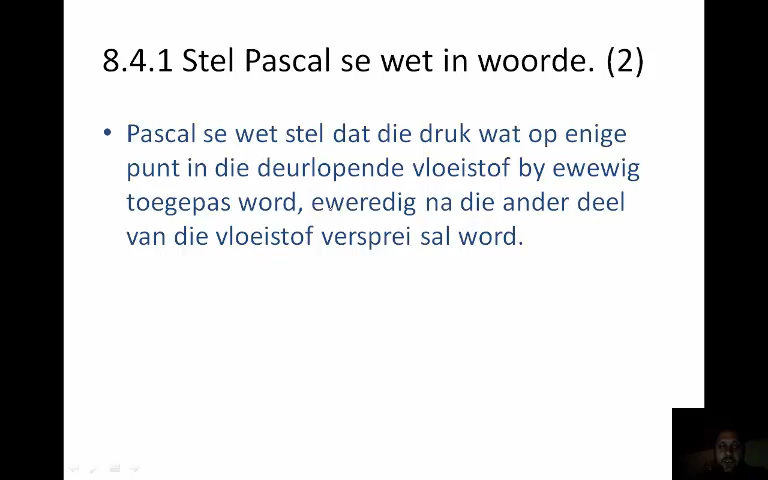 8.4.1 Stel Pascal se wet in woorde. (2)
• Pascal se wet stel dat die druk wat op enige
punt in die deurlopende vloeistof by ewewig
toegepas word, eweredig na die ander deel
van die vloeistof versprei sal word.